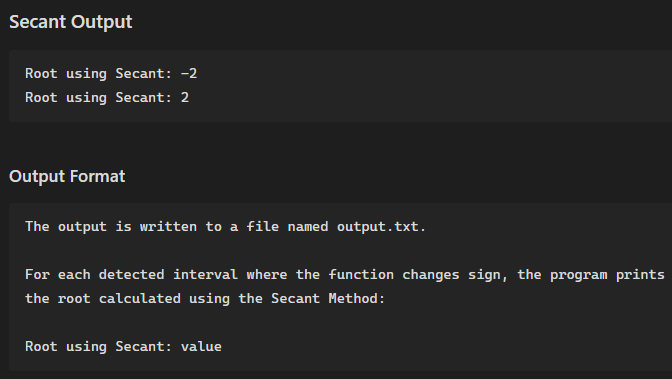 Secant Output
Root using Secant: -2
Root using Secant: 2
Output Format
The output is written to a file named output.txt.
For each detected interval where the function changes sign, the program prints
the root calculated using the Secant Method:
Root using Secant: value